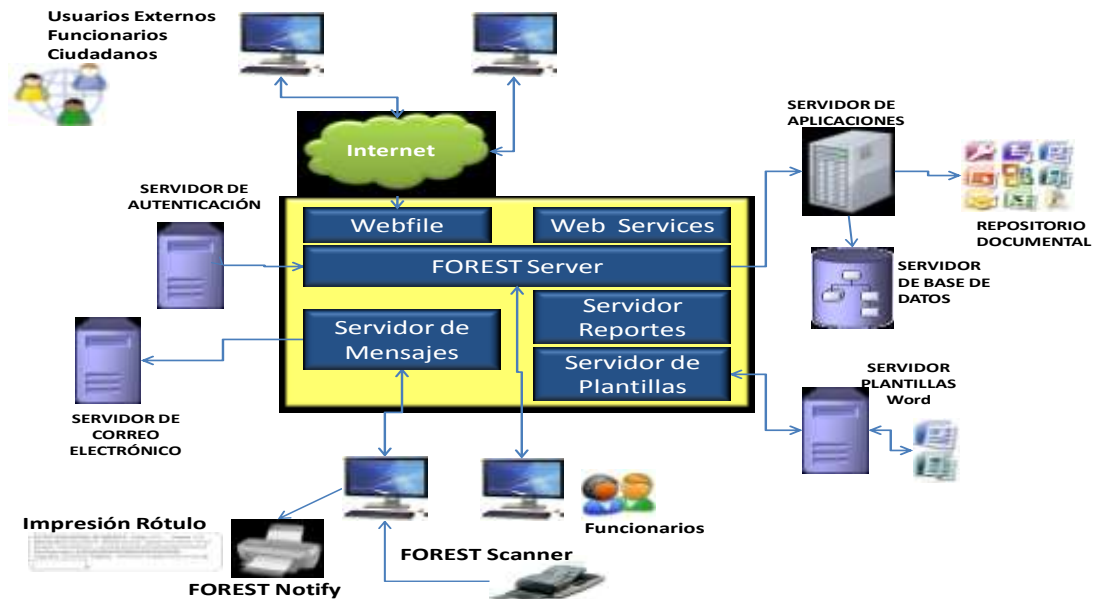 Usuarios Externos
Funcionarios
Ciudadanos
Internet
SERVIDOR DE
APLICACIONES
REPOSITORIO
DOCUMENTAL
SERVIDOR DE
AUTENTICACIÓN
Webfile
Web Services
FOREST Server
SERVIDOR
DE BASE DE
DATOS
Servidor
Reportes
Servidor de
Mensajes
Servidor de
Plantillas
SERVIDOR
PLANTILLAS
Word
SERVIDOR DE
CORREO
ELECTRÓNICO
Funcionarios
Impresión Rótulo
FOREST Scanner
FOREST Notify